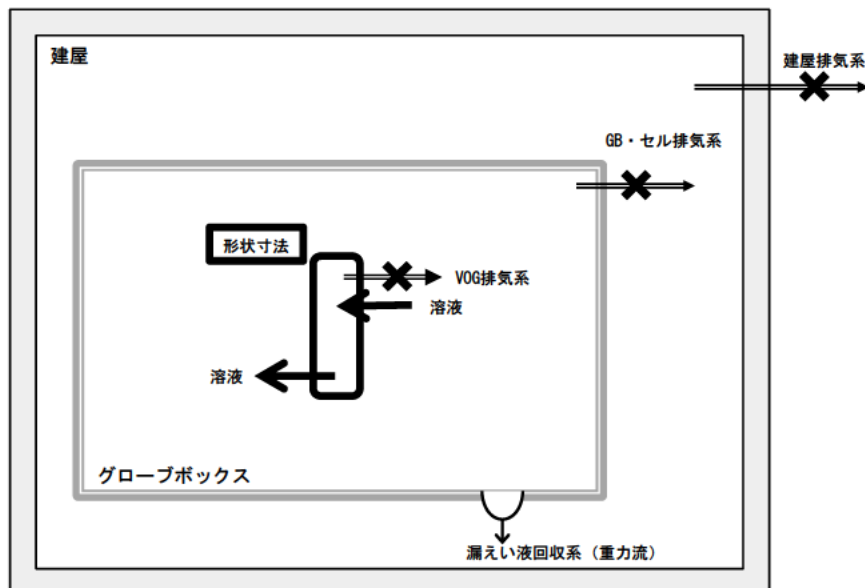 建屋
建屋排気系
GB・セル排気系
形状寸法
VOG排気系
溶液
溶液
グローブボックス
漏えい液回収系（重力流）